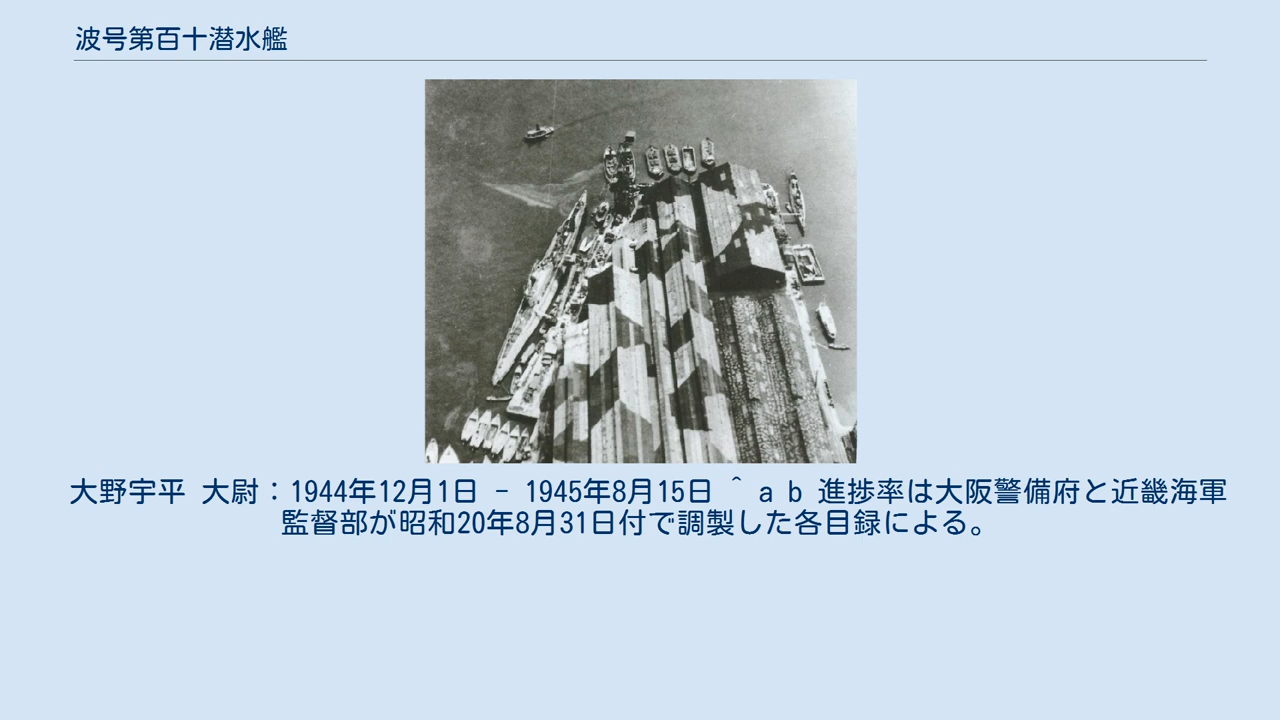 波号第百十潜水艦
大野宇平 大尉：1944年12月1日 - 1945年8月15日 ^ a b 進捗率は大阪警備府と近畿海軍
監督部が昭和20年8月31日付で調製した各目録による。